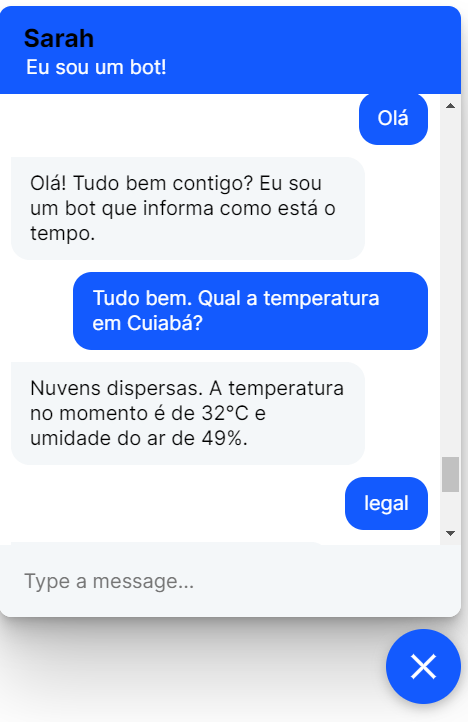 Sarah
Eu sou um bot!
Olá
Olá! Tudo bem contigo? Eu sou
um bot que informa como está o
tempo.
Tudo bem. Qual a temperatura
em Cuiabá?
Nuvens dispersas. A temperatura
no momento é de 32°C e
umidade do ar de 49%.
legal
Type a message...